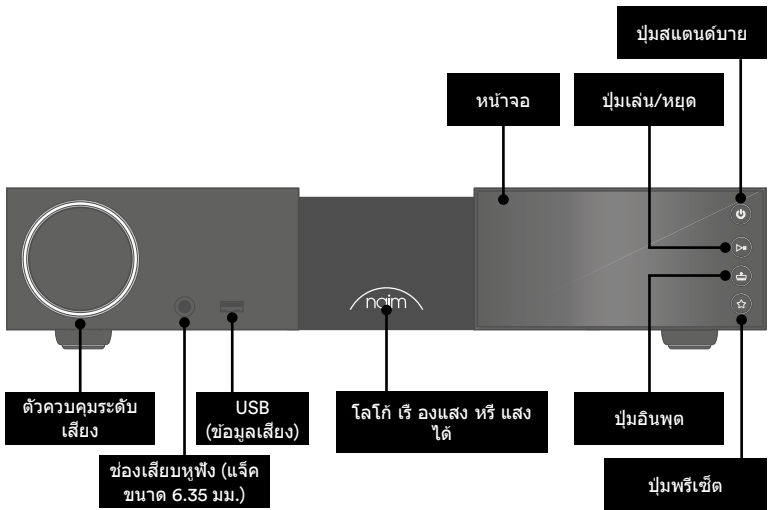 ปุ่มสแตนด์บาย
หน้าจอ
ปุ่มเล่น/หยุด
naim
ตัวควบคุมระดับ
เสียง
USB
(ข้อมูลเสียง)
โลโก้ เรื องแสง หรี่ แสง
ได้
ปุ่มอินพุต
ช่องเสียบหูฟัง (แจ็ค
ขนาด 6.35 มม.)
ปุ่มพรีเซ็ต